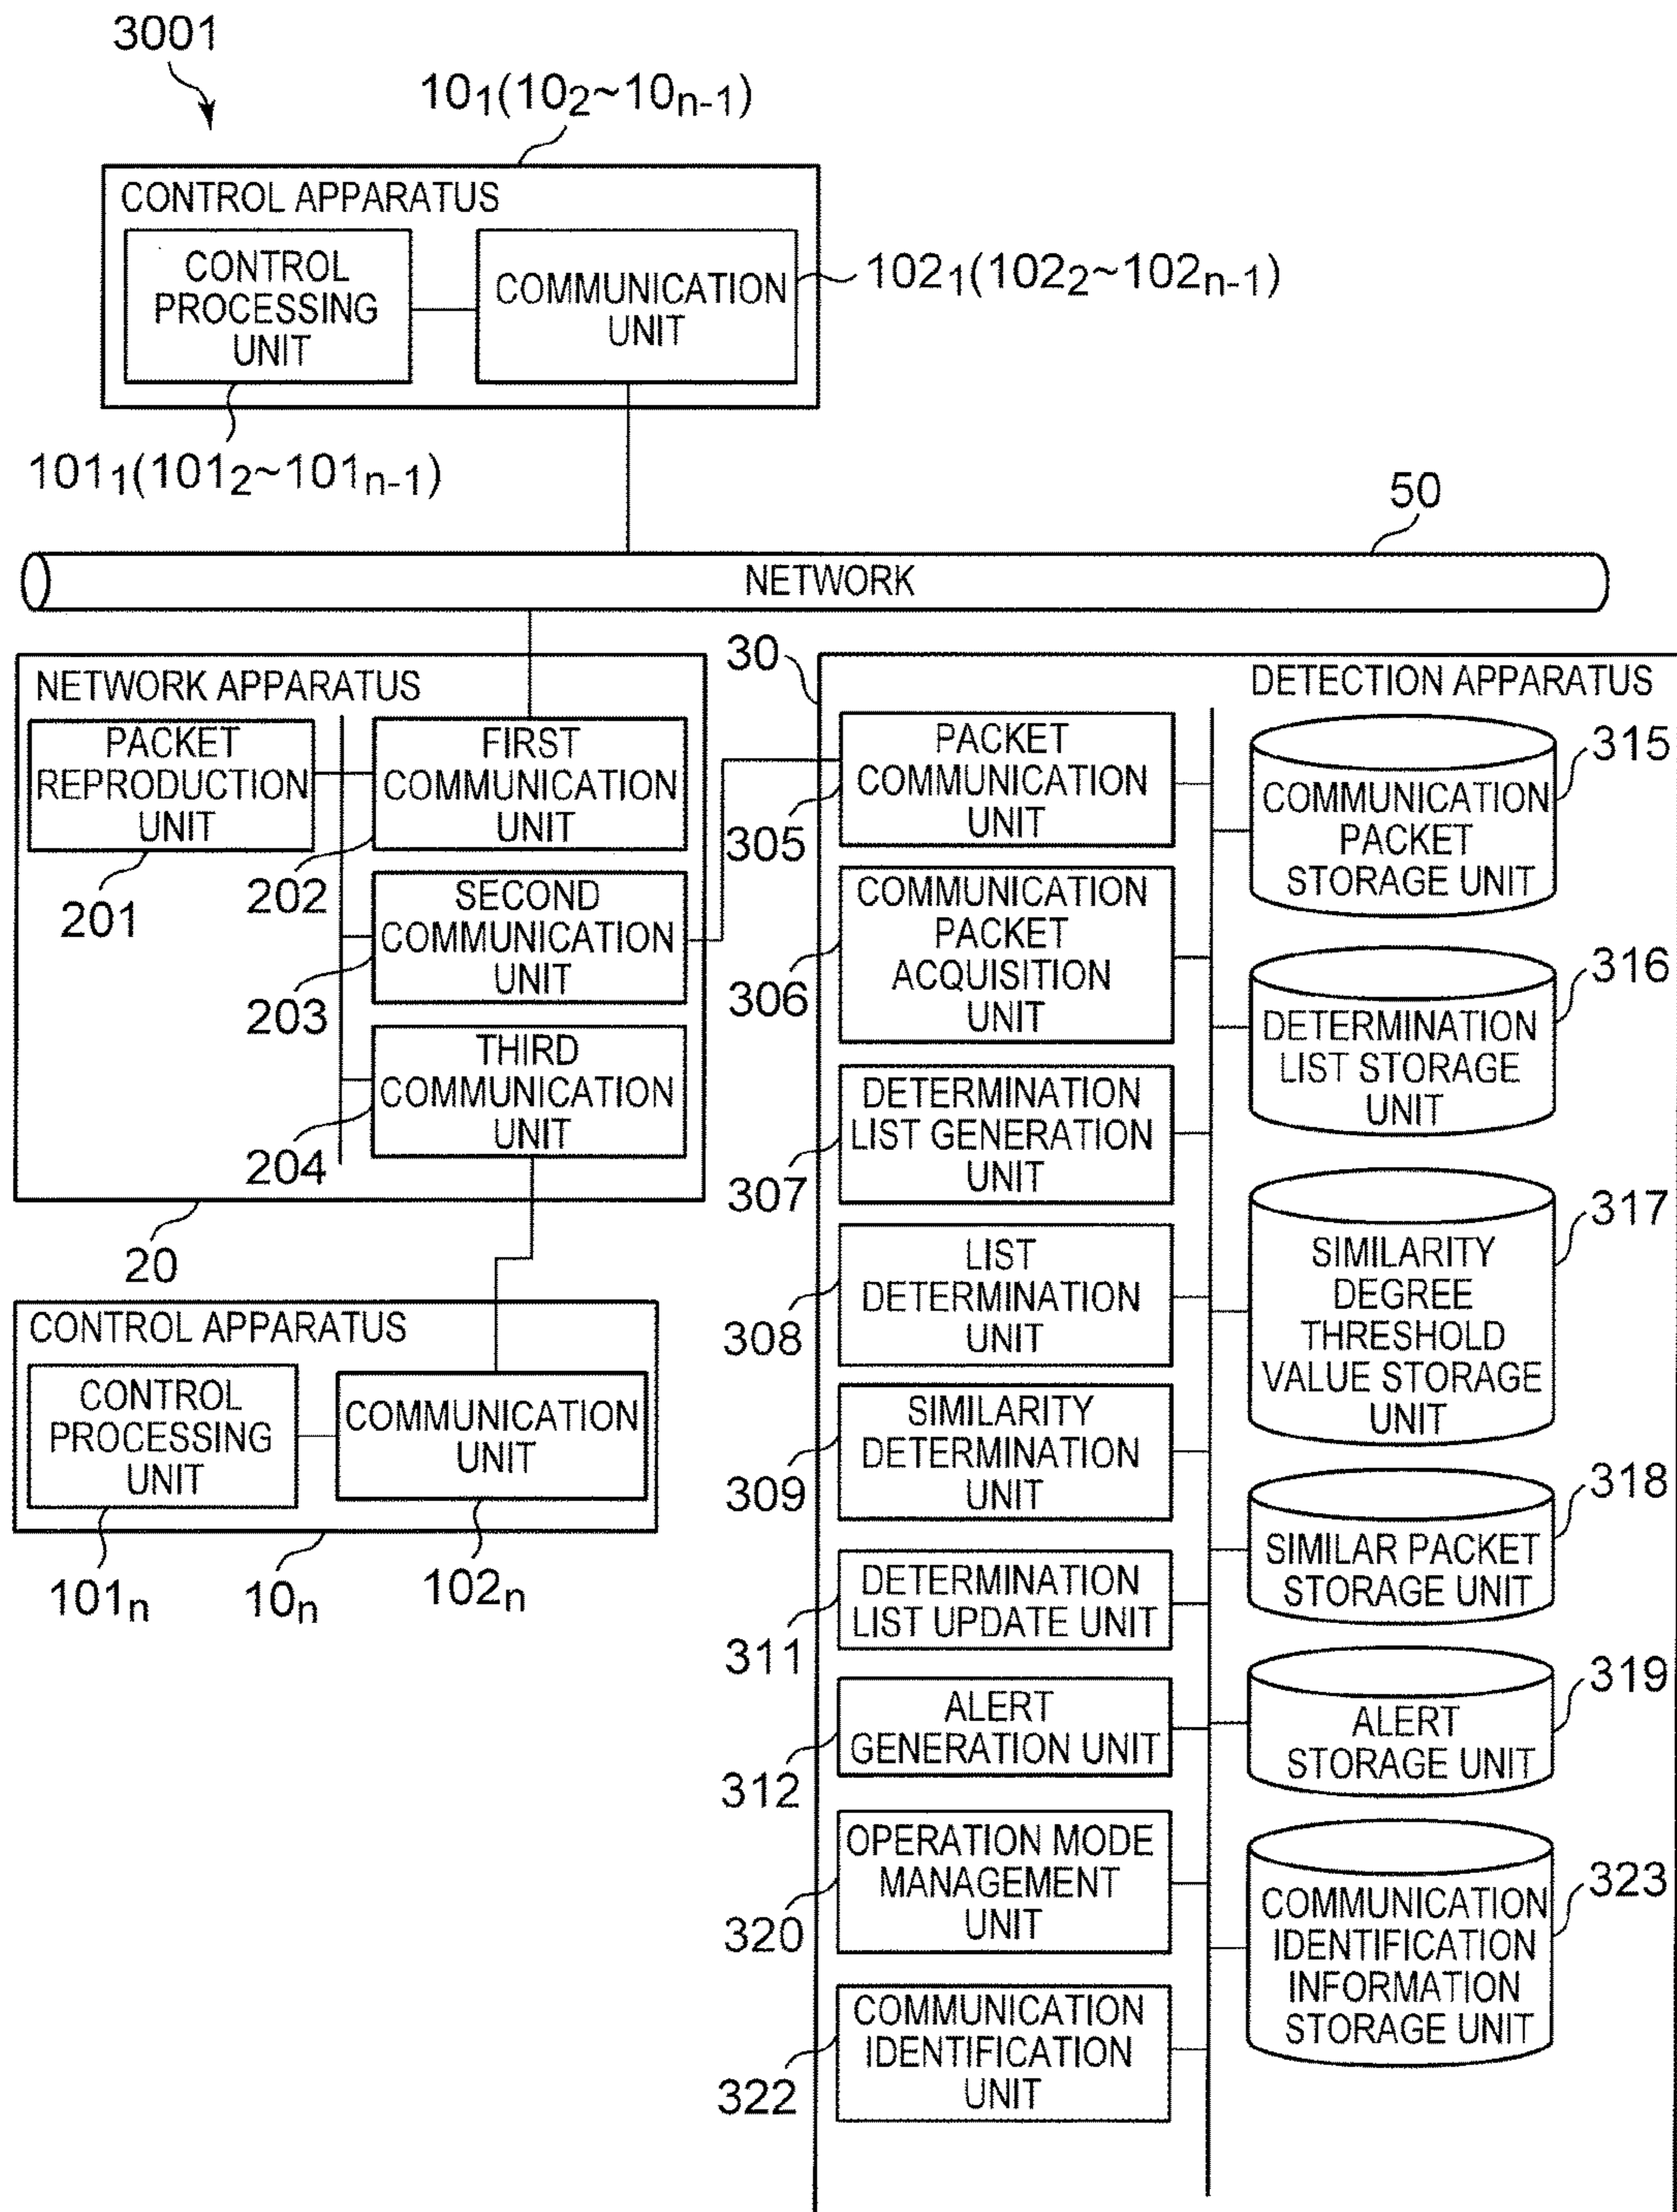 3001
10₁(10₂~10ₙ₋₁)
CONTROL APPARATUS
CONTROL
PROCESSING
UNIT
COMMUNICATION
UNIT
102₁(102₂~102ₙ₋₁)
101₁(101₂~101ₙ₋₁)
50
NETWORK
NETWORK APPARATUS
PACKET
REPRODUCTION
UNIT
201
FIRST
COMMUNICATION
UNIT
202
SECOND
COMMUNICATION
UNIT
203
THIRD
COMMUNICATION
UNIT
204
20
CONTROL APPARATUS
CONTROL
PROCESSING
UNIT
COMMUNICATION
UNIT
101ₙ
10ₙ
102ₙ
30
DETECTION APPARATUS
PACKET
COMMUNICATION
UNIT
305
COMMUNICATION
PACKET
ACQUISITION
UNIT
306
DETERMINATION
LIST GENERATION
UNIT
307
LIST
DETERMINATION
UNIT
308
SIMILARITY
DETERMINATION
UNIT
309
DETERMINATION
LIST UPDATE UNIT
311
ALERT
GENERATION UNIT
312
OPERATION MODE
MANAGEMENT
UNIT
320
COMMUNICATION
IDENTIFICATION
UNIT
322
315
COMMUNICATION
PACKET
STORAGE UNIT
316
DETERMINATION
LIST STORAGE
UNIT
317
SIMILARITY
DEGREE
THRESHOLD
VALUE STORAGE
UNIT
318
SIMILAR PACKET
STORAGE UNIT
319
ALERT
STORAGE UNIT
323
COMMUNICATION
IDENTIFICATION
INFORMATION
STORAGE UNIT